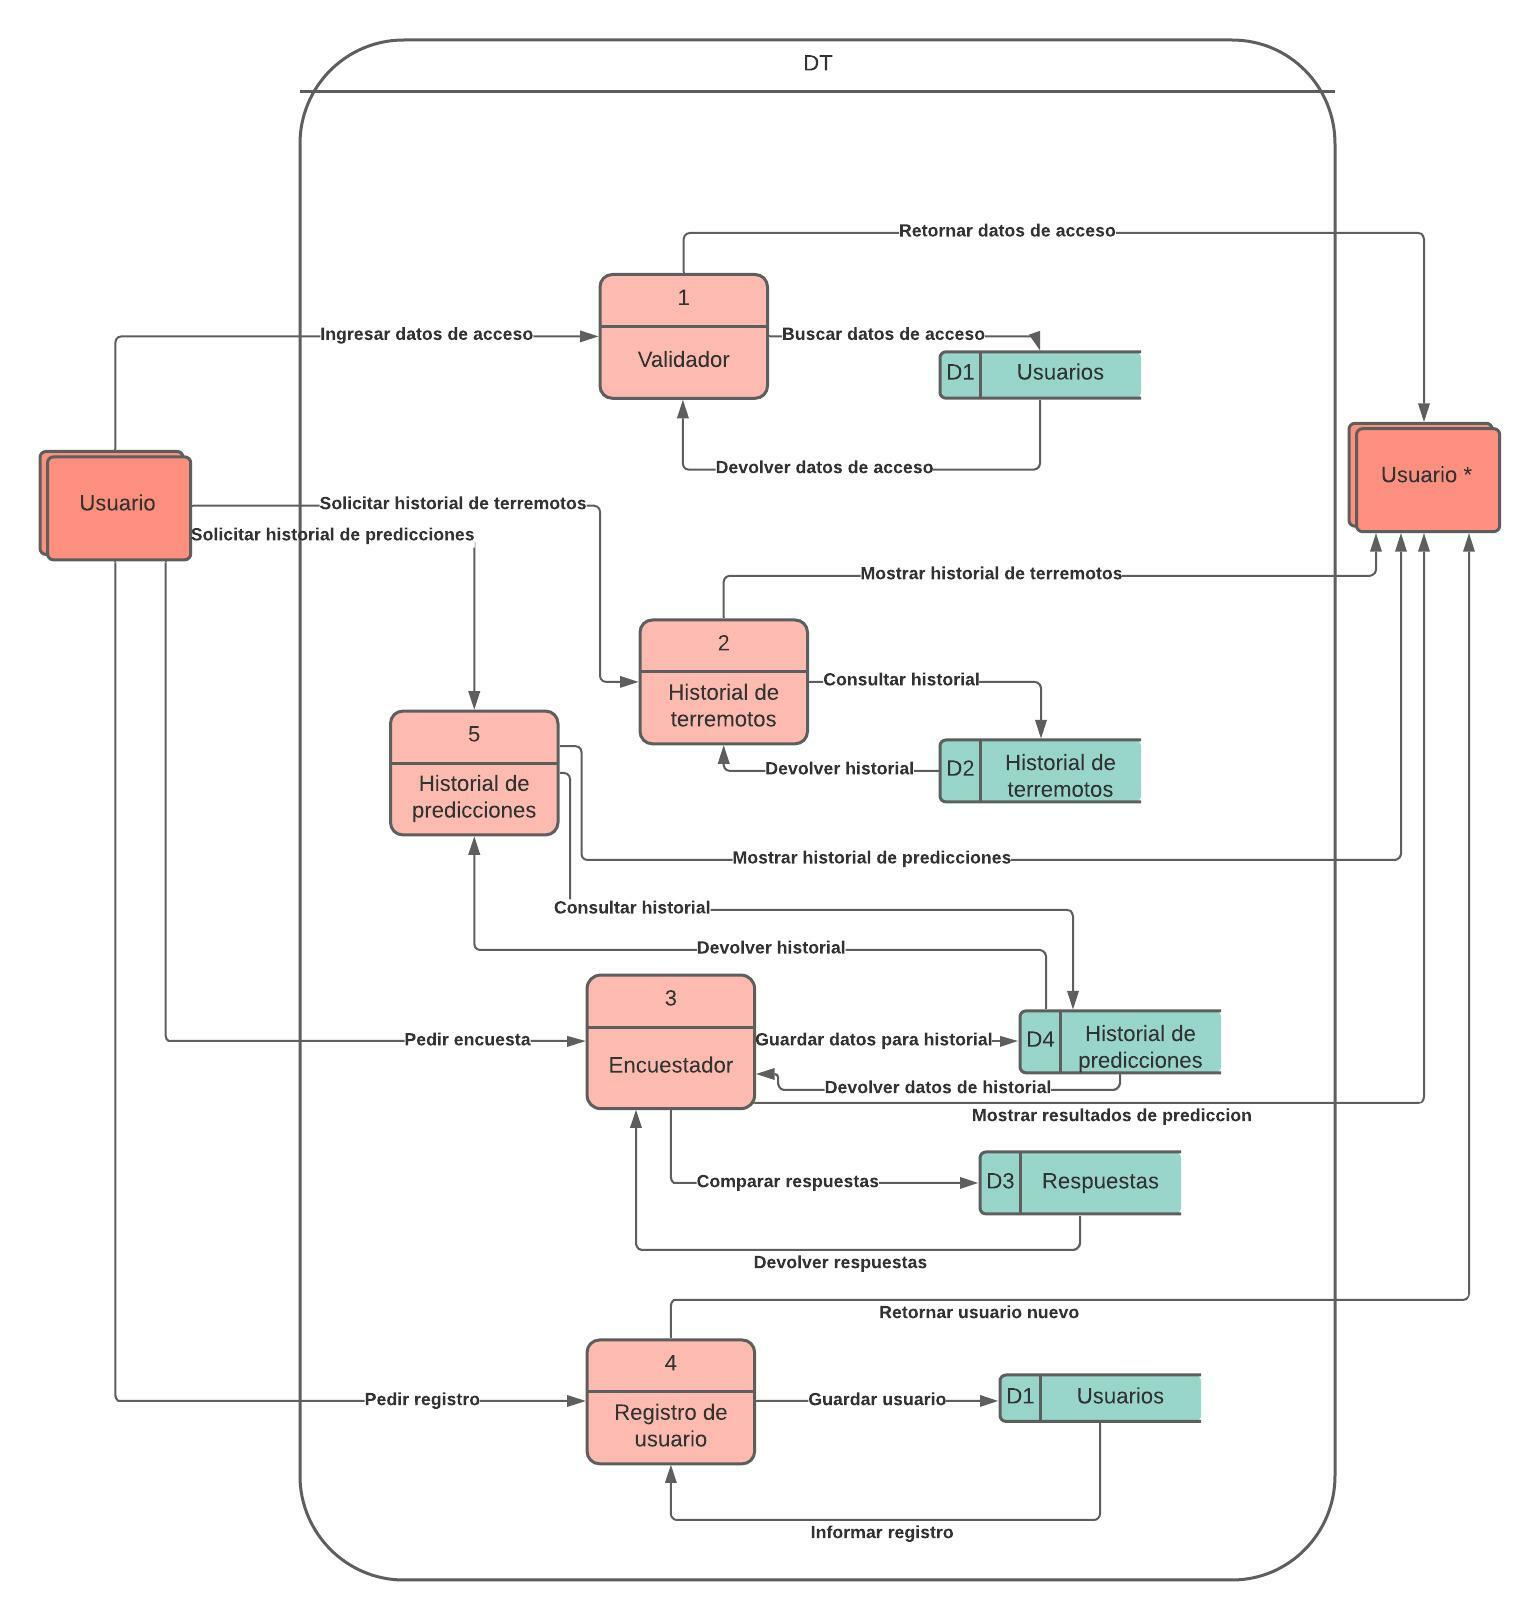 DT
Retornar datos de acceso
1
Validador
Ingresar datos de acceso
Buscar datos de acceso
D1
Usuarios
Devolver datos de acceso
Usuario
Usuario *
Solicitar historial de terremotos
Solicitar historial de predicciones
Mostrar historial de terremotos
2
Historial de
terremotos
Consultar historial
5
Historial de
predicciones
Devolver historial
D2
Historial de
terremotos
Mostrar historial de predicciones
Consultar historial
Devolver historial
3
Encuestador
Pedir encuesta
Guardar datos para historial
D4
Historial de
predicciones
Devolver datos de historial
Mostrar resultados de prediccion
Comparar respuestas
D3
Respuestas
Devolver respuestas
Retornar usuario nuevo
4
Registro de
usuario
Pedir registro
Guardar usuario
D1
Usuarios
Informar registro